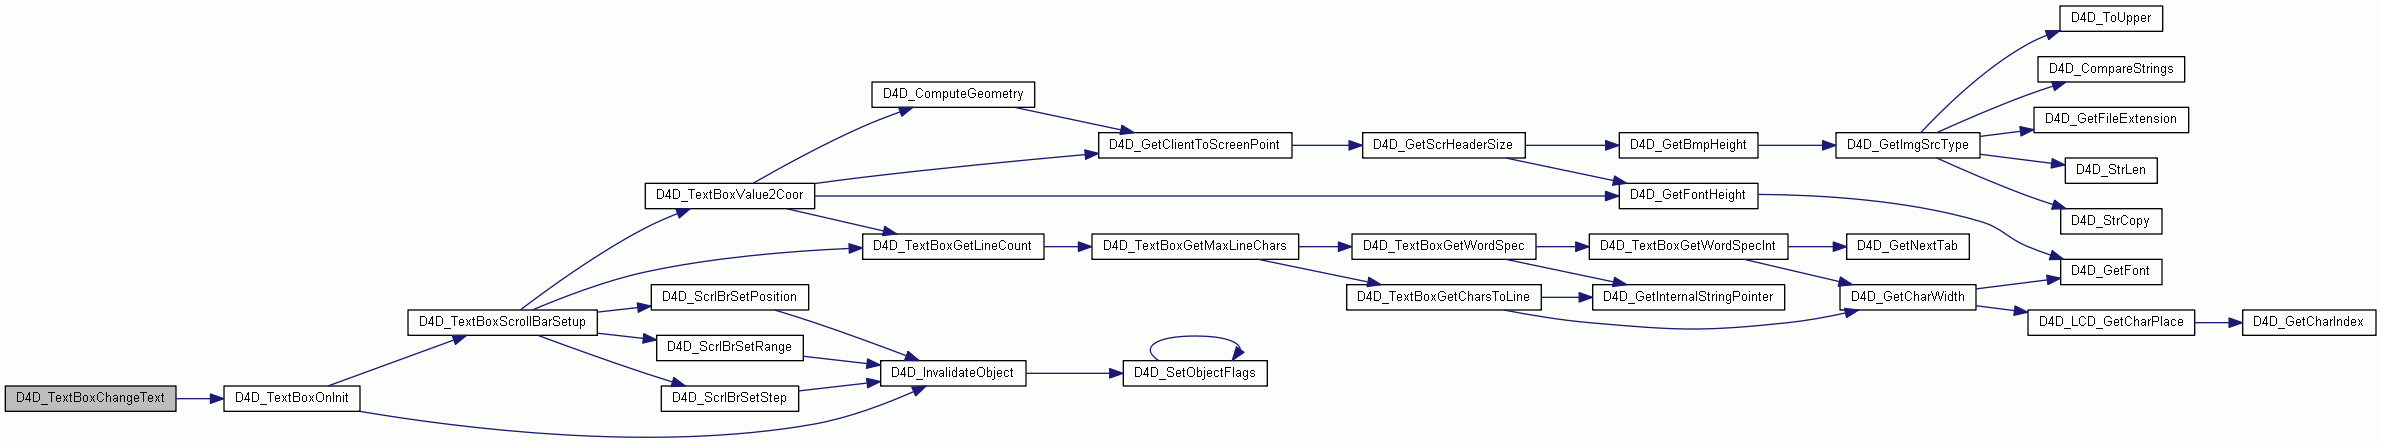 D4D_ToUpper
D4D_CompareStrings
D4D_ComputeGeometry
D4D_GetFileExtension
D4D_GetClientToScreenPoint
D4D_GetScrHeaderSize
D4D_GetBmpHeight
D4D_GetImgSrcType
D4D_StrLen
D4D_TextBoxValue2Coor
D4D_GetFontHeight
D4D_StrCopy
D4D_TextBoxGetLineCount
D4D_TextBoxGetMaxLineChars
D4D_TextBoxGetWordSpec
D4D_TextBoxGetWordSpecInt
D4D_GetNextTab
D4D_GetFont
D4D_ScrlBrSetPosition
D4D_TextBoxGetCharsToLine
D4D_GetInternalStringPointer
D4D_GetCharWidth
D4D_TextBoxScrollBarSetup
D4D_LCD_GetCharPlace
D4D_GetCharIndex
D4D_ScrlBrSetRange
D4D_InvalidateObject
D4D_SetObjectFlags
D4D_TextBoxChangeText
D4D_TextBoxOnInit
D4D_ScrlBrSetStep